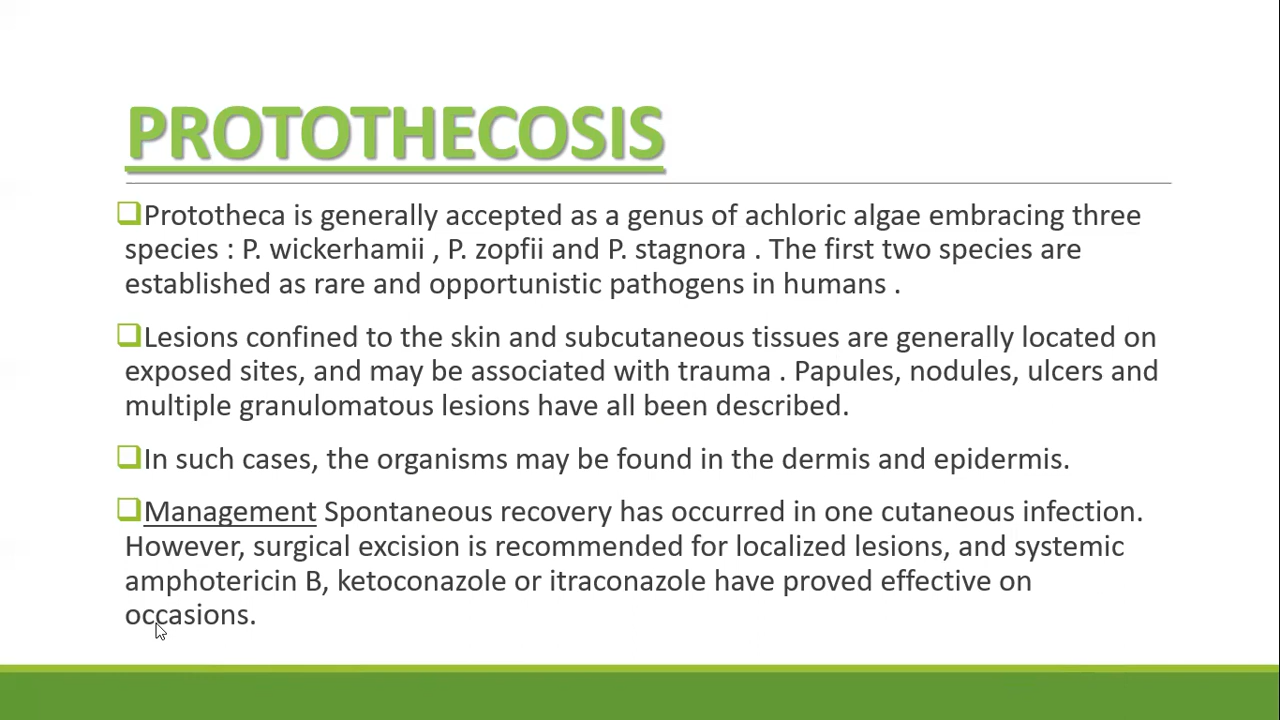 PROTOTHECOSIS
❑Prototheca is generally accepted as a genus of achloric algae embracing three
species : P. wickerhamii , P. zopfii and P. stagnora . The first two species are
established as rare and opportunistic pathogens in humans .
❑Lesions confined to the skin and subcutaneous tissues are generally located on
exposed sites, and may be associated with trauma . Papules, nodules, ulcers and
multiple granulomatous lesions have all been described.
❑In such cases, the organisms may be found in the dermis and epidermis.
❑Management Spontaneous recovery has occurred in one cutaneous infection.
However, surgical excision is recommended for localized lesions, and systemic
amphotericin B, ketoconazole or itraconazole have proved effective on
occasions.